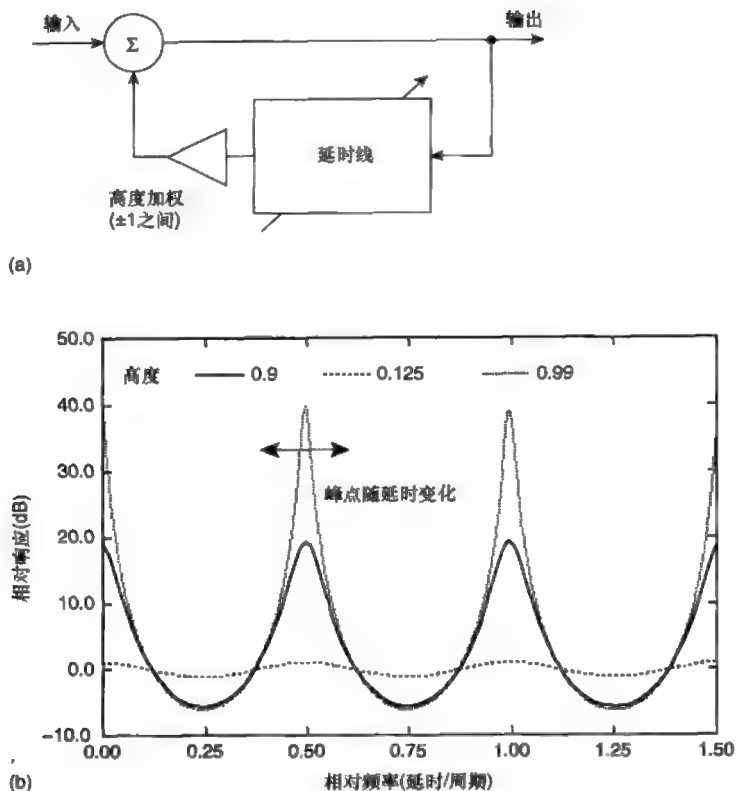 输入
Σ
输出
延时线
高度加权
(±1之间)
(a)
50.0
高度 0.9 0.125 0.99
40.0
峰点随延时变化
30.0
20.0
10.0
0.0
-10.0
相对响应(dB)
0.00 0.25 0.50 0.75 1.00 1.25 1.50
相对频率(延时/周期)
(b)